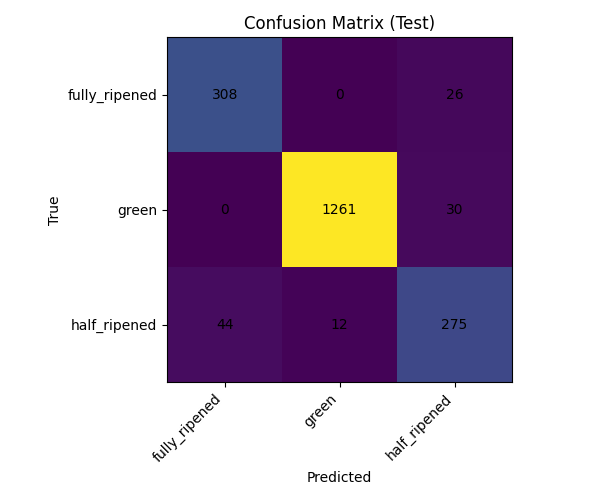 Confusion Matrix (Test)
fully_ripened 308 0 26
green 0 1261 30
half_ripened 44 12 275
True
fully_ripened green half_ripened
Predicted